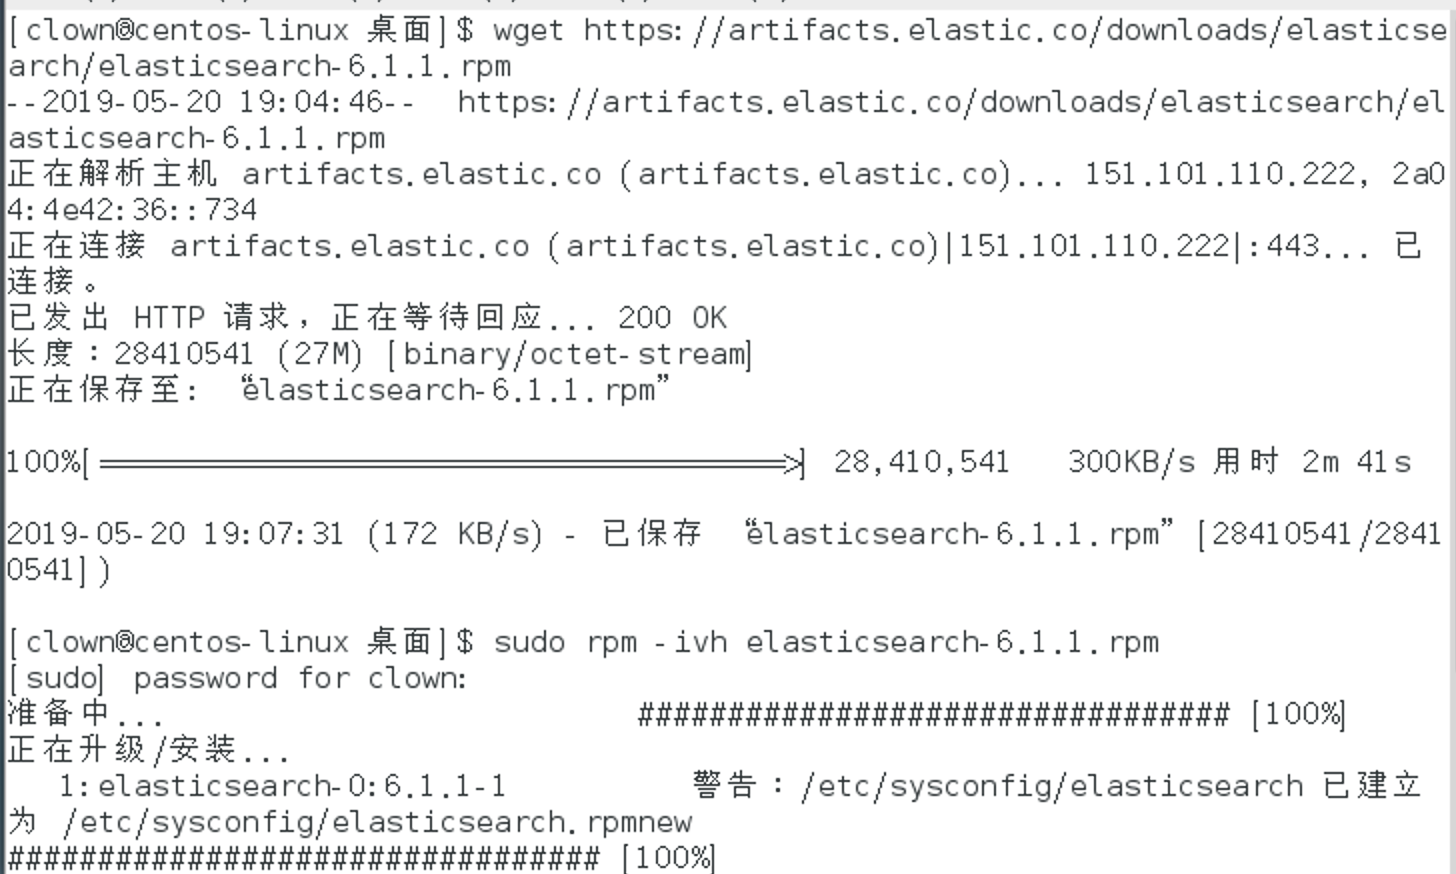 [clown@centos-linux 桌面]$ wget https://artifacts.elastic.co/downloads/elasticse
arch/elasticsearch-6.1.1.rpm
--2019-05-20 19:04:46--  https://artifacts.elastic.co/downloads/elasticsearch/el
asticsearch-6.1.1.rpm
正在解析主机 artifacts.elastic.co (artifacts.elastic.co)... 151.101.110.222, 2a0
4:4e42:36::734
正在连接 artifacts.elastic.co (artifacts.elastic.co)|151.101.110.222|:443... 已
连接。
已发出 HTTP 请求，正在等待回应... 200 OK
长度：28410541 (27M) [binary/octet-stream]
正在保存至: “elasticsearch-6.1.1.rpm”
100%[======================================>] 28,410,541   300KB/s 用时 2m 41s
2019-05-20 19:07:31 (172 KB/s) - 已保存 “elasticsearch-6.1.1.rpm” [28410541/2841
0541])
[clown@centos-linux 桌面]$ sudo rpm -ivh elasticsearch-6.1.1.rpm
[sudo] password for clown:
准备中...                          ################################# [100%]
正在升级/安装...
   1:elasticsearch-0:6.1.1-1          警告：/etc/sysconfig/elasticsearch 已建立
为 /etc/sysconfig/elasticsearch.rpmnew
################################# [100%]